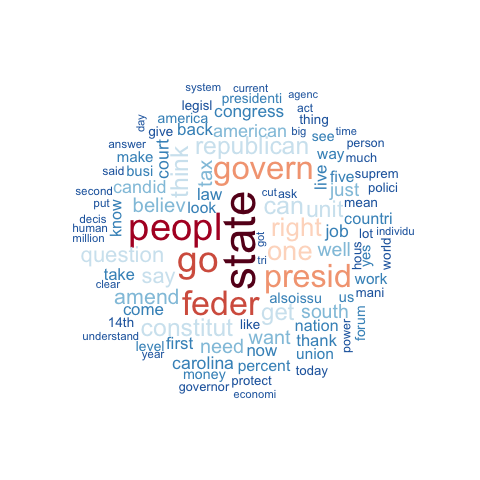 system
current
agenc
legisl
presidenti
act
america
congress
thing
day
give
back
american
big
see
time
answer
court
republican
way
person
make
think
much
said
busi
tax
govern
live
five
suprem
second
candid
law
cut
ask
just
polici
put
believ
look
can
unit
mean
decis
know
peopl
state
right
countri
human
job
lot
individu
million
question
go
got
one
well
yes
hous
world
take
say
tri
presid
work
clear
amend
feder
alsoissu
us
mani
come
get
south
14th
constitut
like
nation
power
forum
understand
level
first
need
want
thank
year
now
union
carolina
percent
today
money
governor
protect
economi